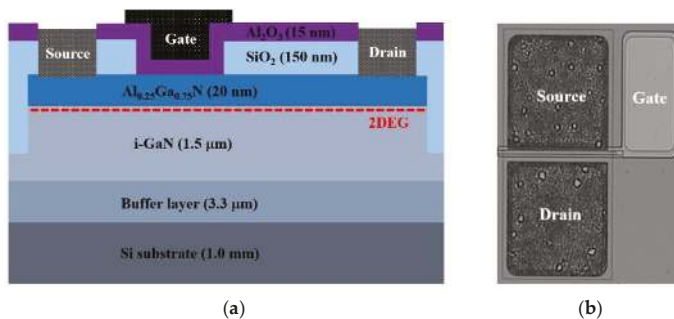 Gate
Al₂O₃ (15 nm)
Source
SiO₂ (150 nm)
Drain
Al₀.₂₅Ga₀.₇₅N (20 nm)
2DEG
i-GaN (1.5 μm)
Buffer layer (3.3 μm)
Si substrate (1.0 mm)
(a)
Source
Gate
Drain
(b)